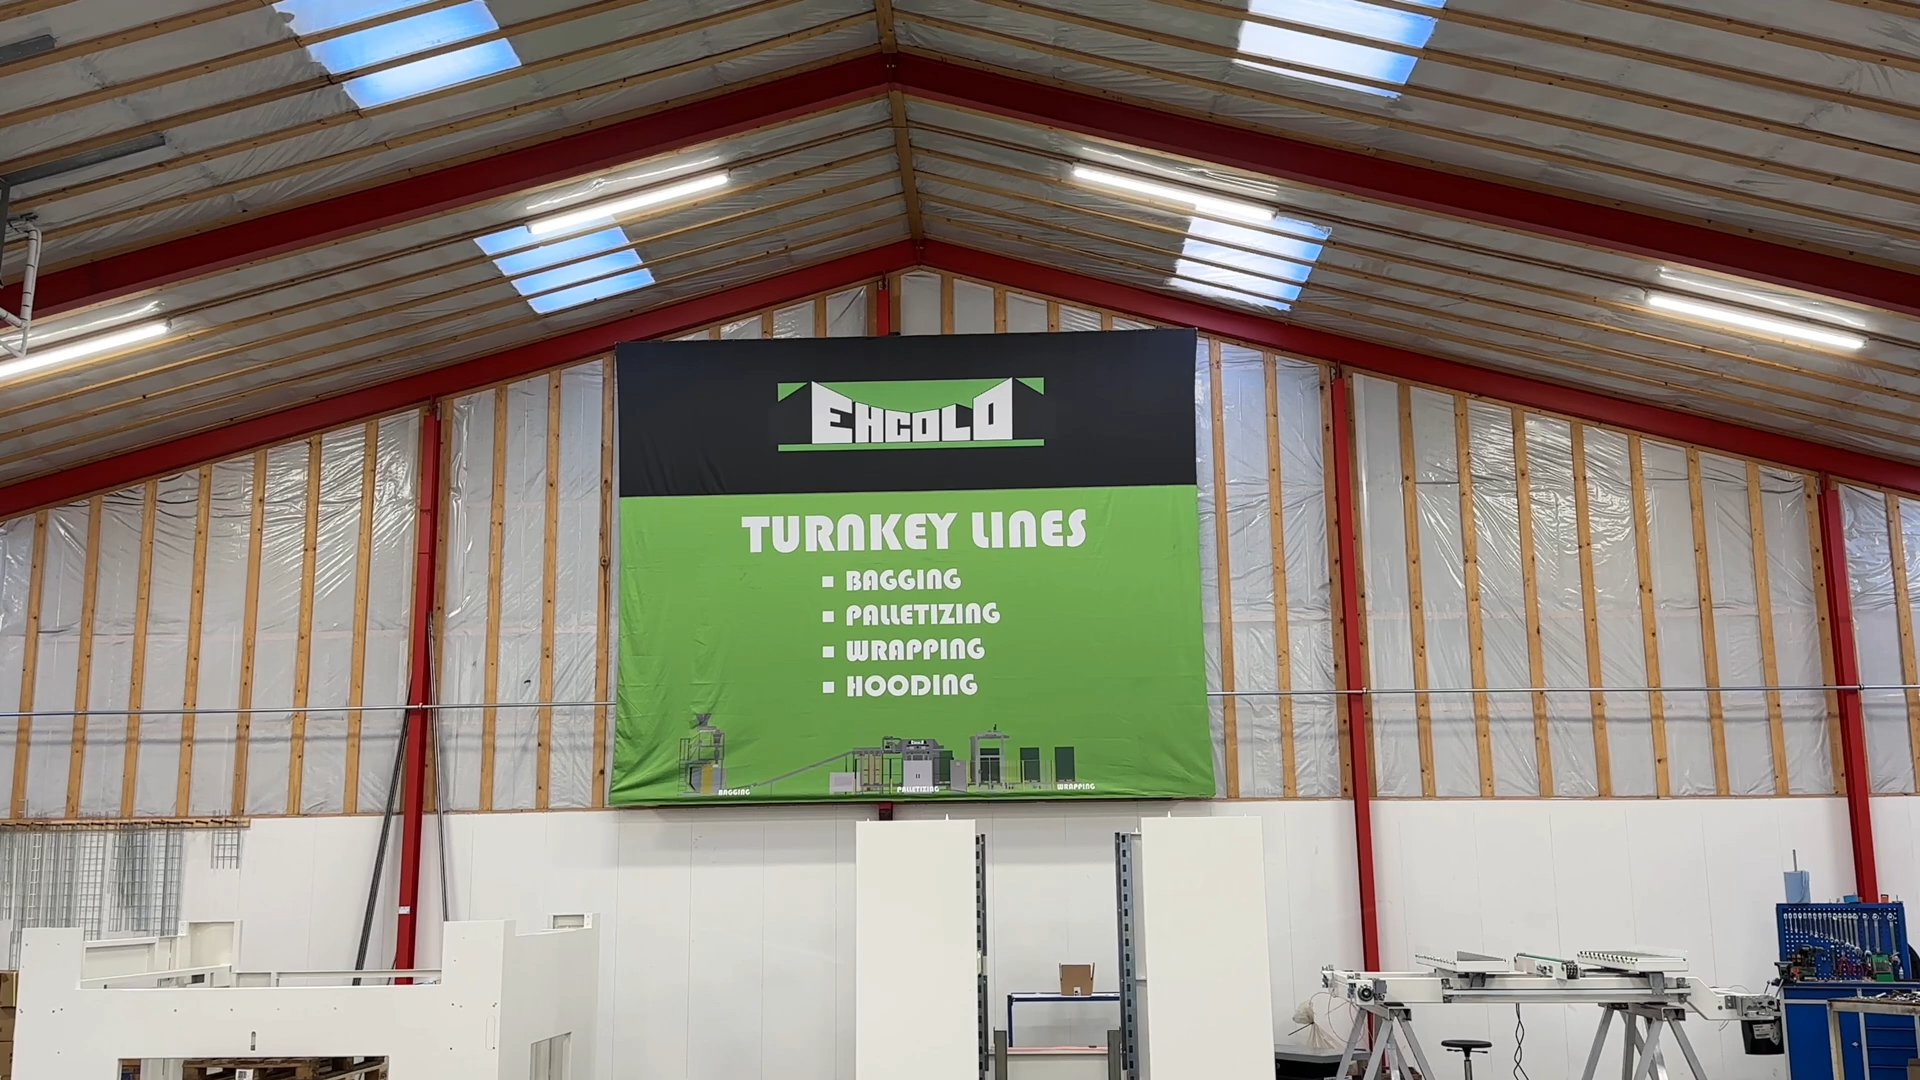 EHCOLO
TURNKEY LINES
▪ BAGGING
▪ PALLETIZING
▪ WRAPPING
▪ HOODING
BAGGING
PALLETIZING
WRAPPING